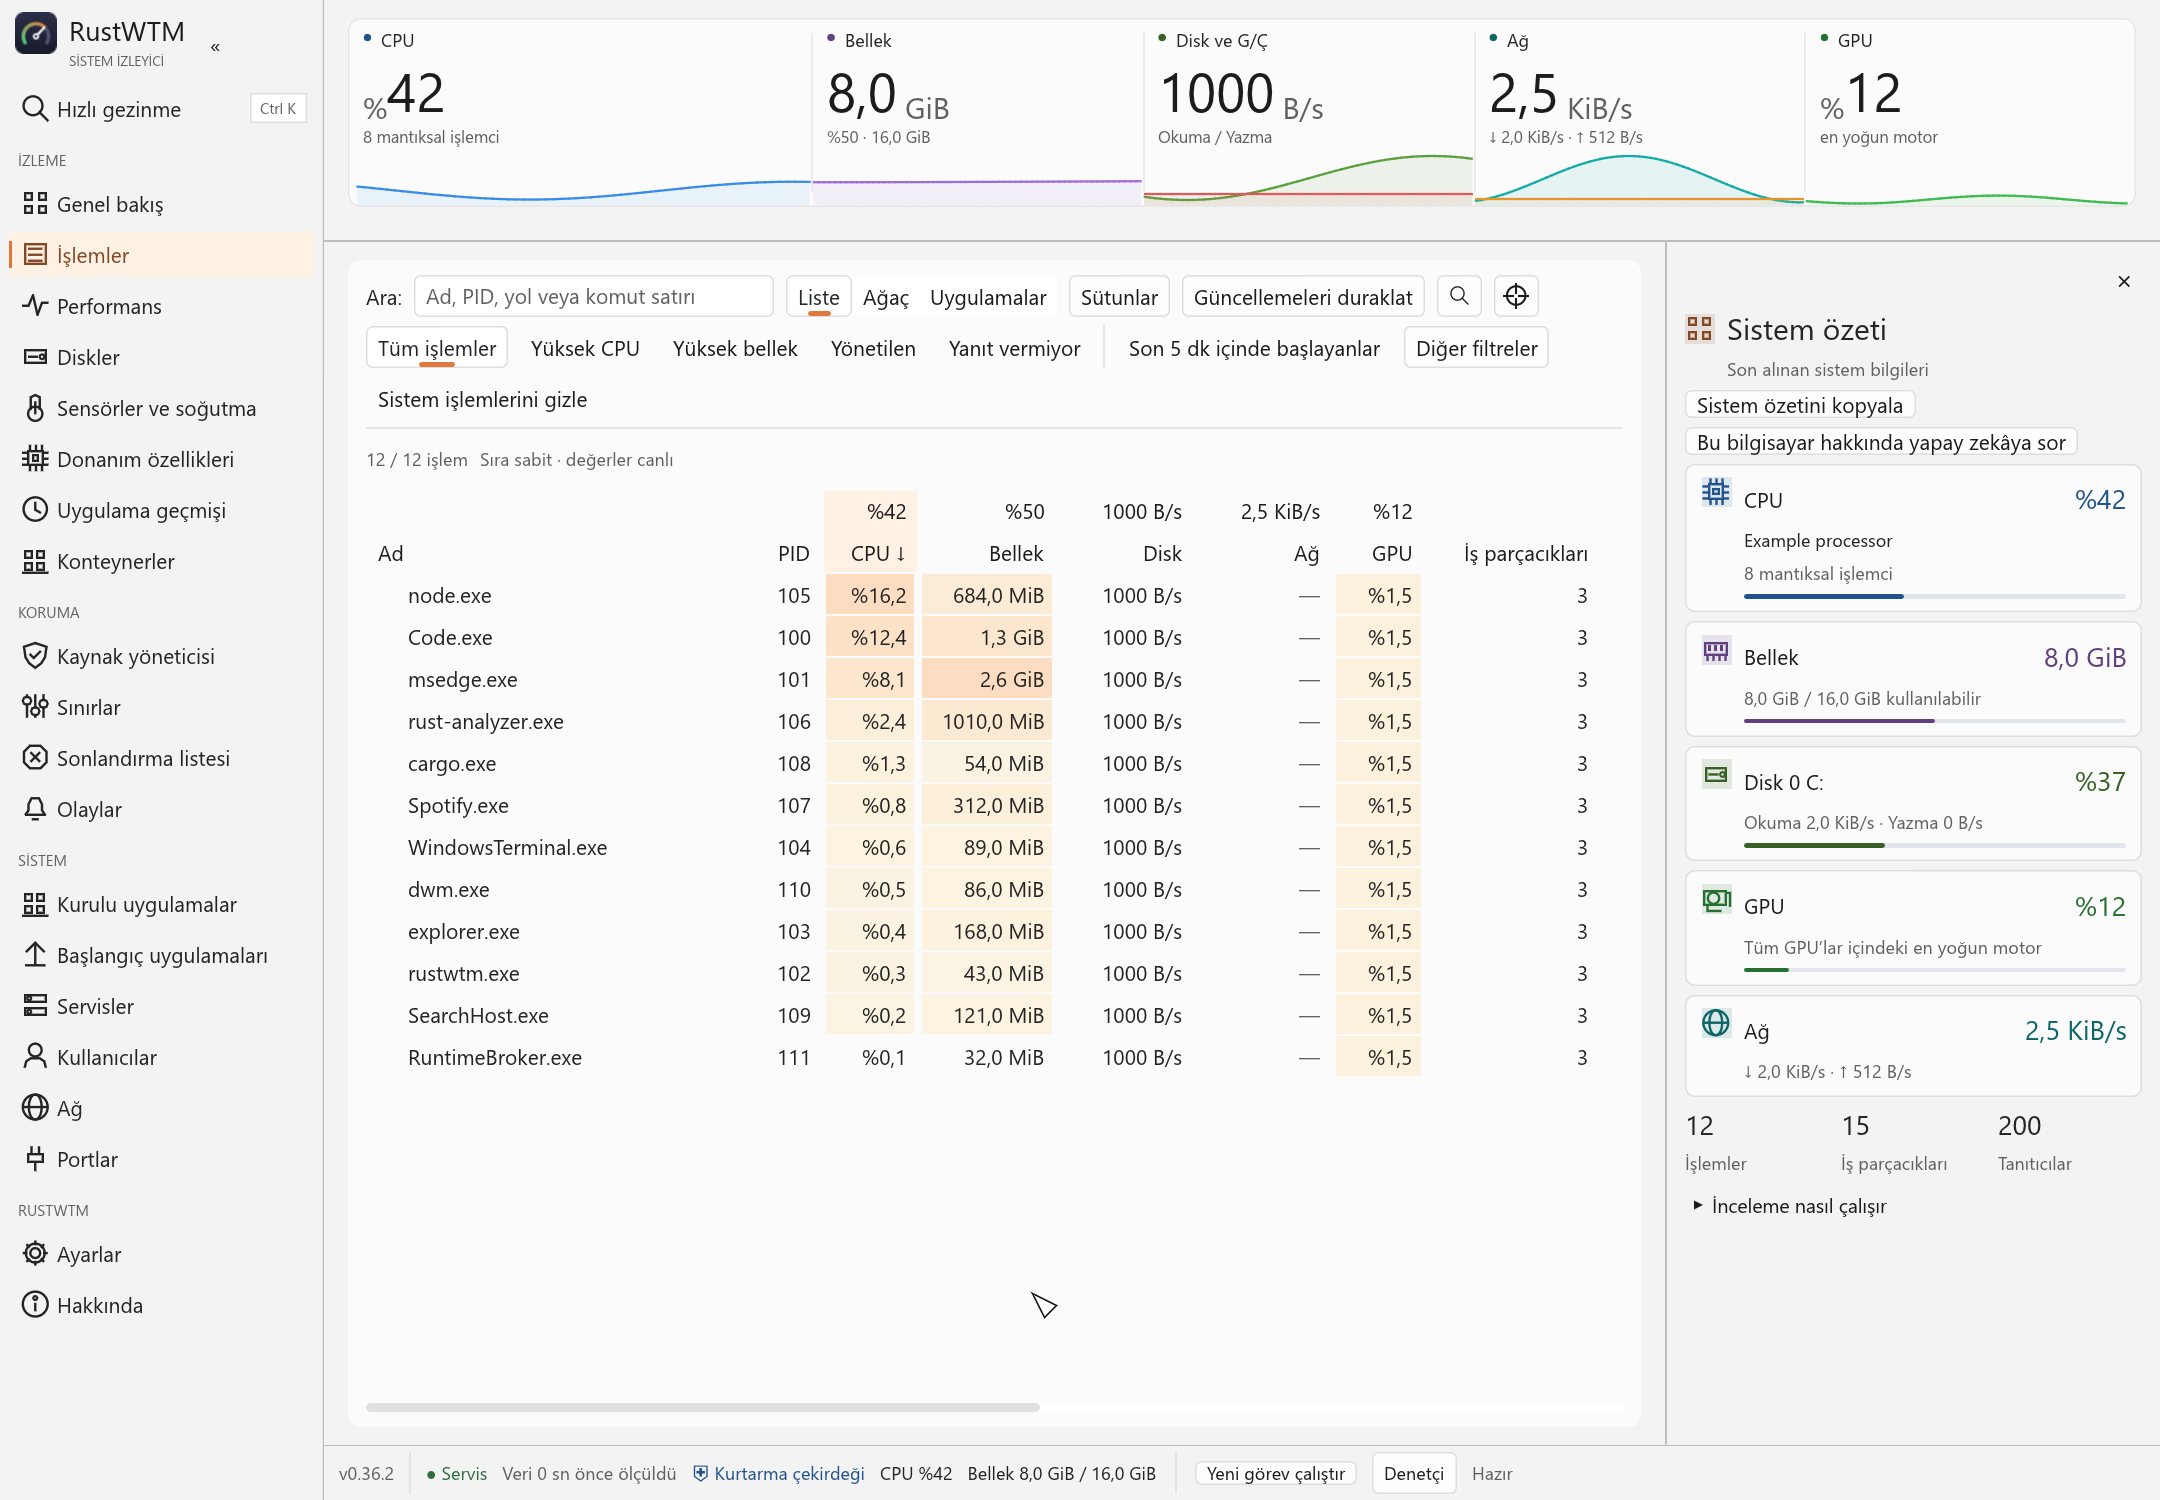 RustWTM
SİSTEM İZLEYİCİ
«
Hızlı gezinme
Ctrl K
İZLEME
Genel bakış
İşlemler
Performans
Diskler
Sensörler ve soğutma
Donanım özellikleri
Uygulama geçmişi
Konteynerler
KORUMA
Kaynak yöneticisi
Sınırlar
Sonlandırma listesi
Olaylar
SİSTEM
Kurulu uygulamalar
Başlangıç uygulamaları
Servisler
Kullanıcılar
Ağ
Portlar
RUSTWTM
Ayarlar
Hakkında
CPU
%42
8 mantıksal işlemci
Bellek
8,0 GiB
%50 · 16,0 GiB
Disk ve G/Ç
1000 B/s
Okuma / Yazma
Ağ
2,5 KiB/s
↓ 2,0 KiB/s · ↑ 512 B/s
GPU
%12
en yoğun motor
Ara: Ad, PID, yol veya komut satırı Liste Ağaç Uygulamalar Sütunlar Güncellemeleri duraklat
Tüm işlemler Yüksek CPU Yüksek bellek Yönetilen Yanıt vermiyor Son 5 dk içinde başlayanlar Diğer filtreler
Sistem işlemlerini gizle
12 / 12 işlem Sıra sabit · değerler canlı
%42 %50 1000 B/s 2,5 KiB/s %12
Ad PID CPU ↓ Bellek Disk Ağ GPU İş parçacıkları
node.exe 105 %16,2 684,0 MiB 1000 B/s — %1,5 3
Code.exe 100 %12,4 1,3 GiB 1000 B/s — %1,5 3
msedge.exe 101 %8,1 2,6 GiB 1000 B/s — %1,5 3
rust-analyzer.exe 106 %2,4 1010,0 MiB 1000 B/s — %1,5 3
cargo.exe 108 %1,3 54,0 MiB 1000 B/s — %1,5 3
Spotify.exe 107 %0,8 312,0 MiB 1000 B/s — %1,5 3
WindowsTerminal.exe 104 %0,6 89,0 MiB 1000 B/s — %1,5 3
dwm.exe 110 %0,5 86,0 MiB 1000 B/s — %1,5 3
explorer.exe 103 %0,4 168,0 MiB 1000 B/s — %1,5 3
rustwtm.exe 102 %0,3 43,0 MiB 1000 B/s — %1,5 3
SearchHost.exe 109 %0,2 121,0 MiB 1000 B/s — %1,5 3
RuntimeBroker.exe 111 %0,1 32,0 MiB 1000 B/s — %1,5 3
×
Sistem özeti
Son alınan sistem bilgileri
Sistem özetini kopyala
Bu bilgisayar hakkında yapay zekâya sor
CPU %42
Example processor
8 mantıksal işlemci
Bellek 8,0 GiB
8,0 GiB / 16,0 GiB kullanılabilir
Disk 0 C: %37
Okuma 2,0 KiB/s · Yazma 0 B/s
GPU %12
Tüm GPU'lar içindeki en yoğun motor
Ağ 2,5 KiB/s
↓ 2,0 KiB/s · ↑ 512 B/s
12 15 200
İşlemler İş parçacıkları Tanıtıcılar
İnceleme nasıl çalışır
v0.36.2 Servis Veri 0 sn önce ölçüldü Kurtarma çekirdeği CPU %42 Bellek 8,0 GiB / 16,0 GiB Yeni görev çalıştır Denetçi Hazır